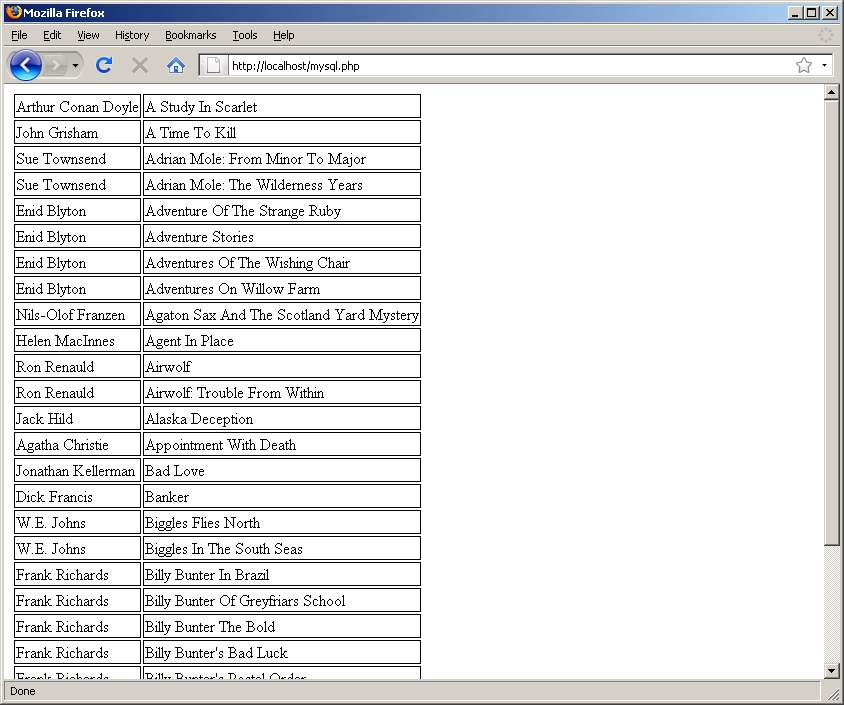 Mozilla Firefox
File Edit View History Bookmarks Tools Help
http://localhost/mysql.php
Arthur Conan Doyle A Study In Scarlet
John Grisham A Time To Kill
Sue Townsend Adrian Mole: From Minor To Major
Sue Townsend Adrian Mole: The Wilderness Years
Enid Blyton Adventure Of The Strange Ruby
Enid Blyton Adventure Stories
Enid Blyton Adventures Of The Wishing Chair
Enid Blyton Adventures On Willow Farm
Nils-Olof Franzen Agaton Sax And The Scotland Yard Mystery
Helen MacInnes Agent In Place
Ron Renauld Airwolf
Ron Renauld Airwolf: Trouble From Within
Jack Hild Alaska Deception
Agatha Christie Appointment With Death
Jonathan Kellerman Bad Love
Dick Francis Banker
W.E. Johns Biggles Flies North
W.E. Johns Biggles In The South Seas
Frank Richards Billy Bunter In Brazil
Frank Richards Billy Bunter Of Greyfriars School
Frank Richards Billy Bunter The Bold
Frank Richards Billy Bunter's Bad Luck
Frank Richards Billy Bunter's Postal Order
Done